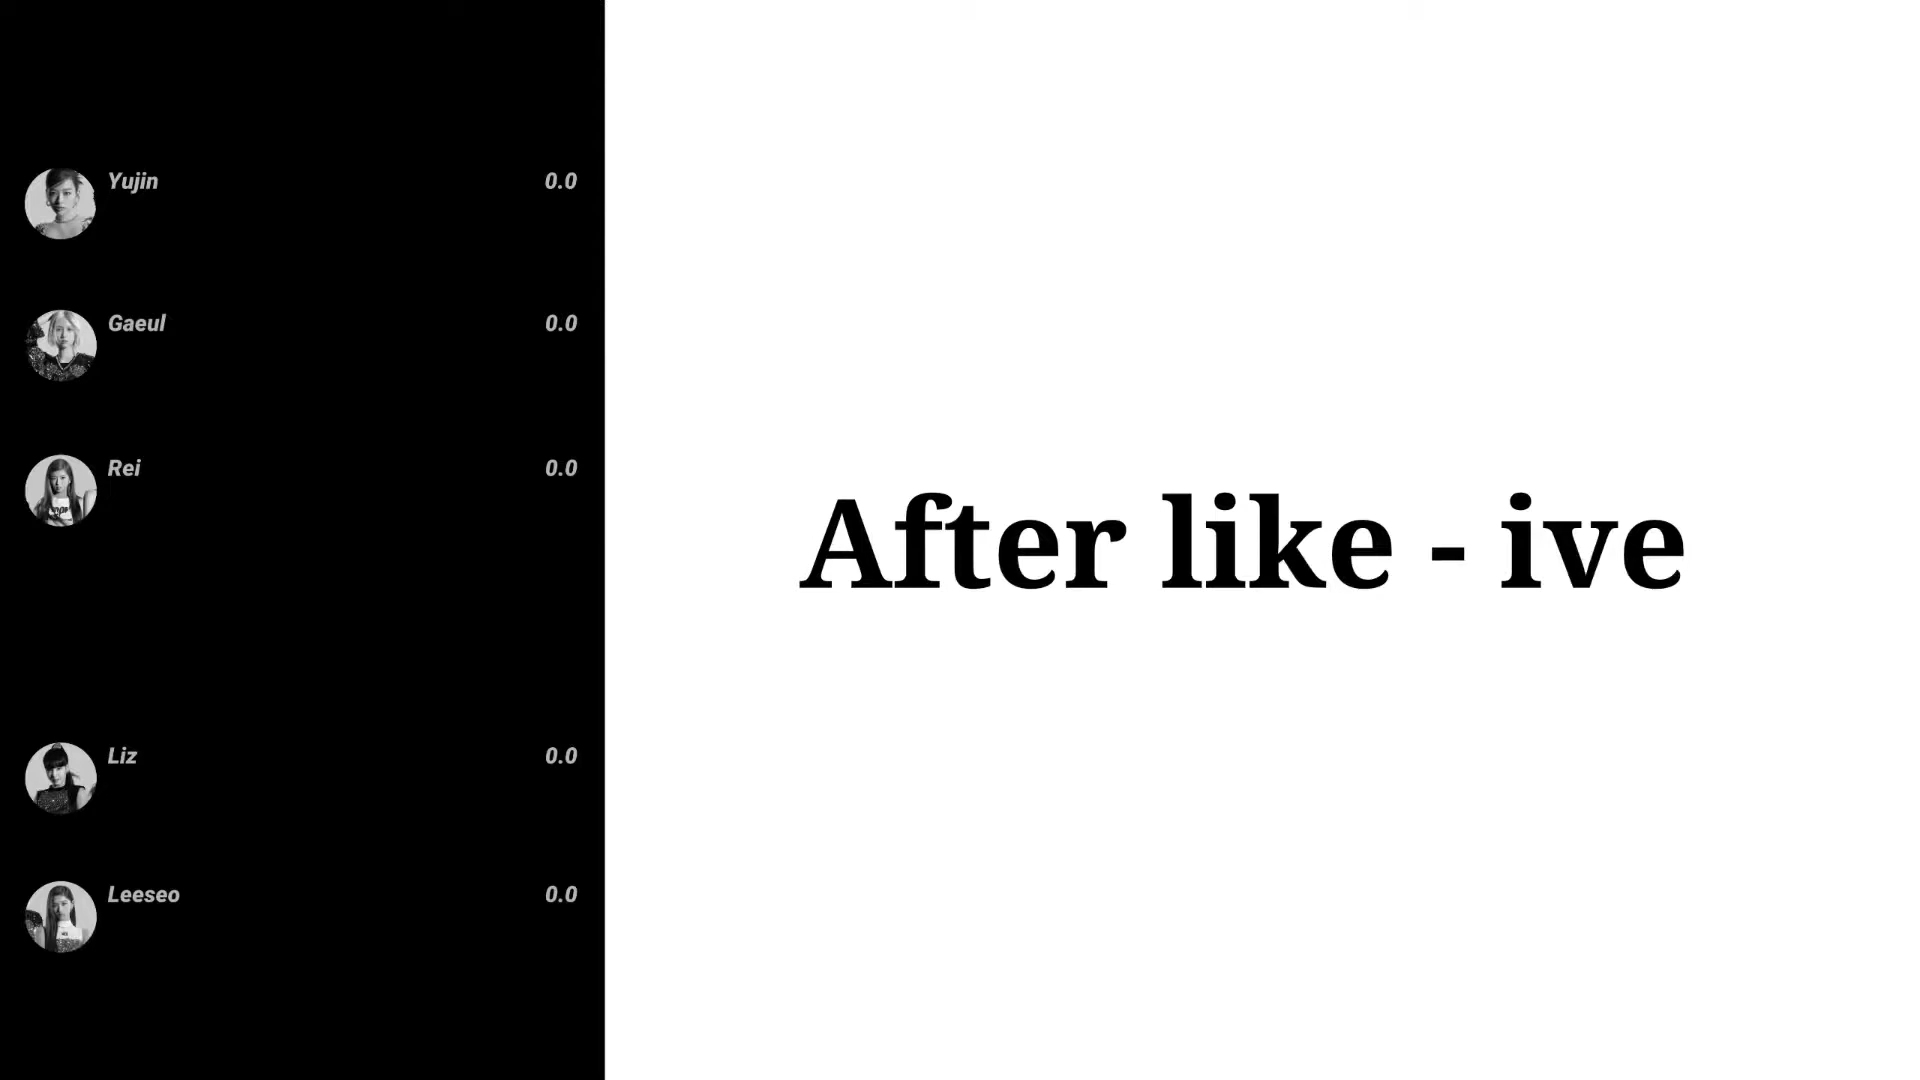 Yujin 0.0
Gaeul 0.0
Rei 0.0
After like - ive
Liz 0.0
Leeseo 0.0